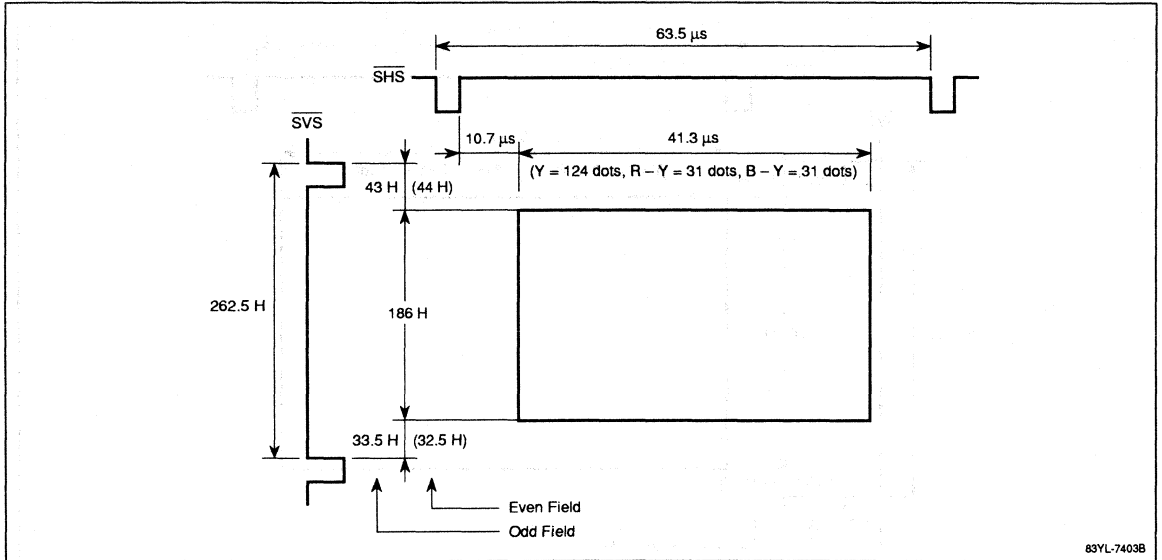 63.5 µs
SHS
SVS
10.7 µs
41.3 µs
(Y = 124 dots, R – Y = 31 dots, B – Y = 31 dots)
43 H (44 H)
262.5 H
186 H
33.5 H (32.5 H)
Even Field
Odd Field
83YL-7403B